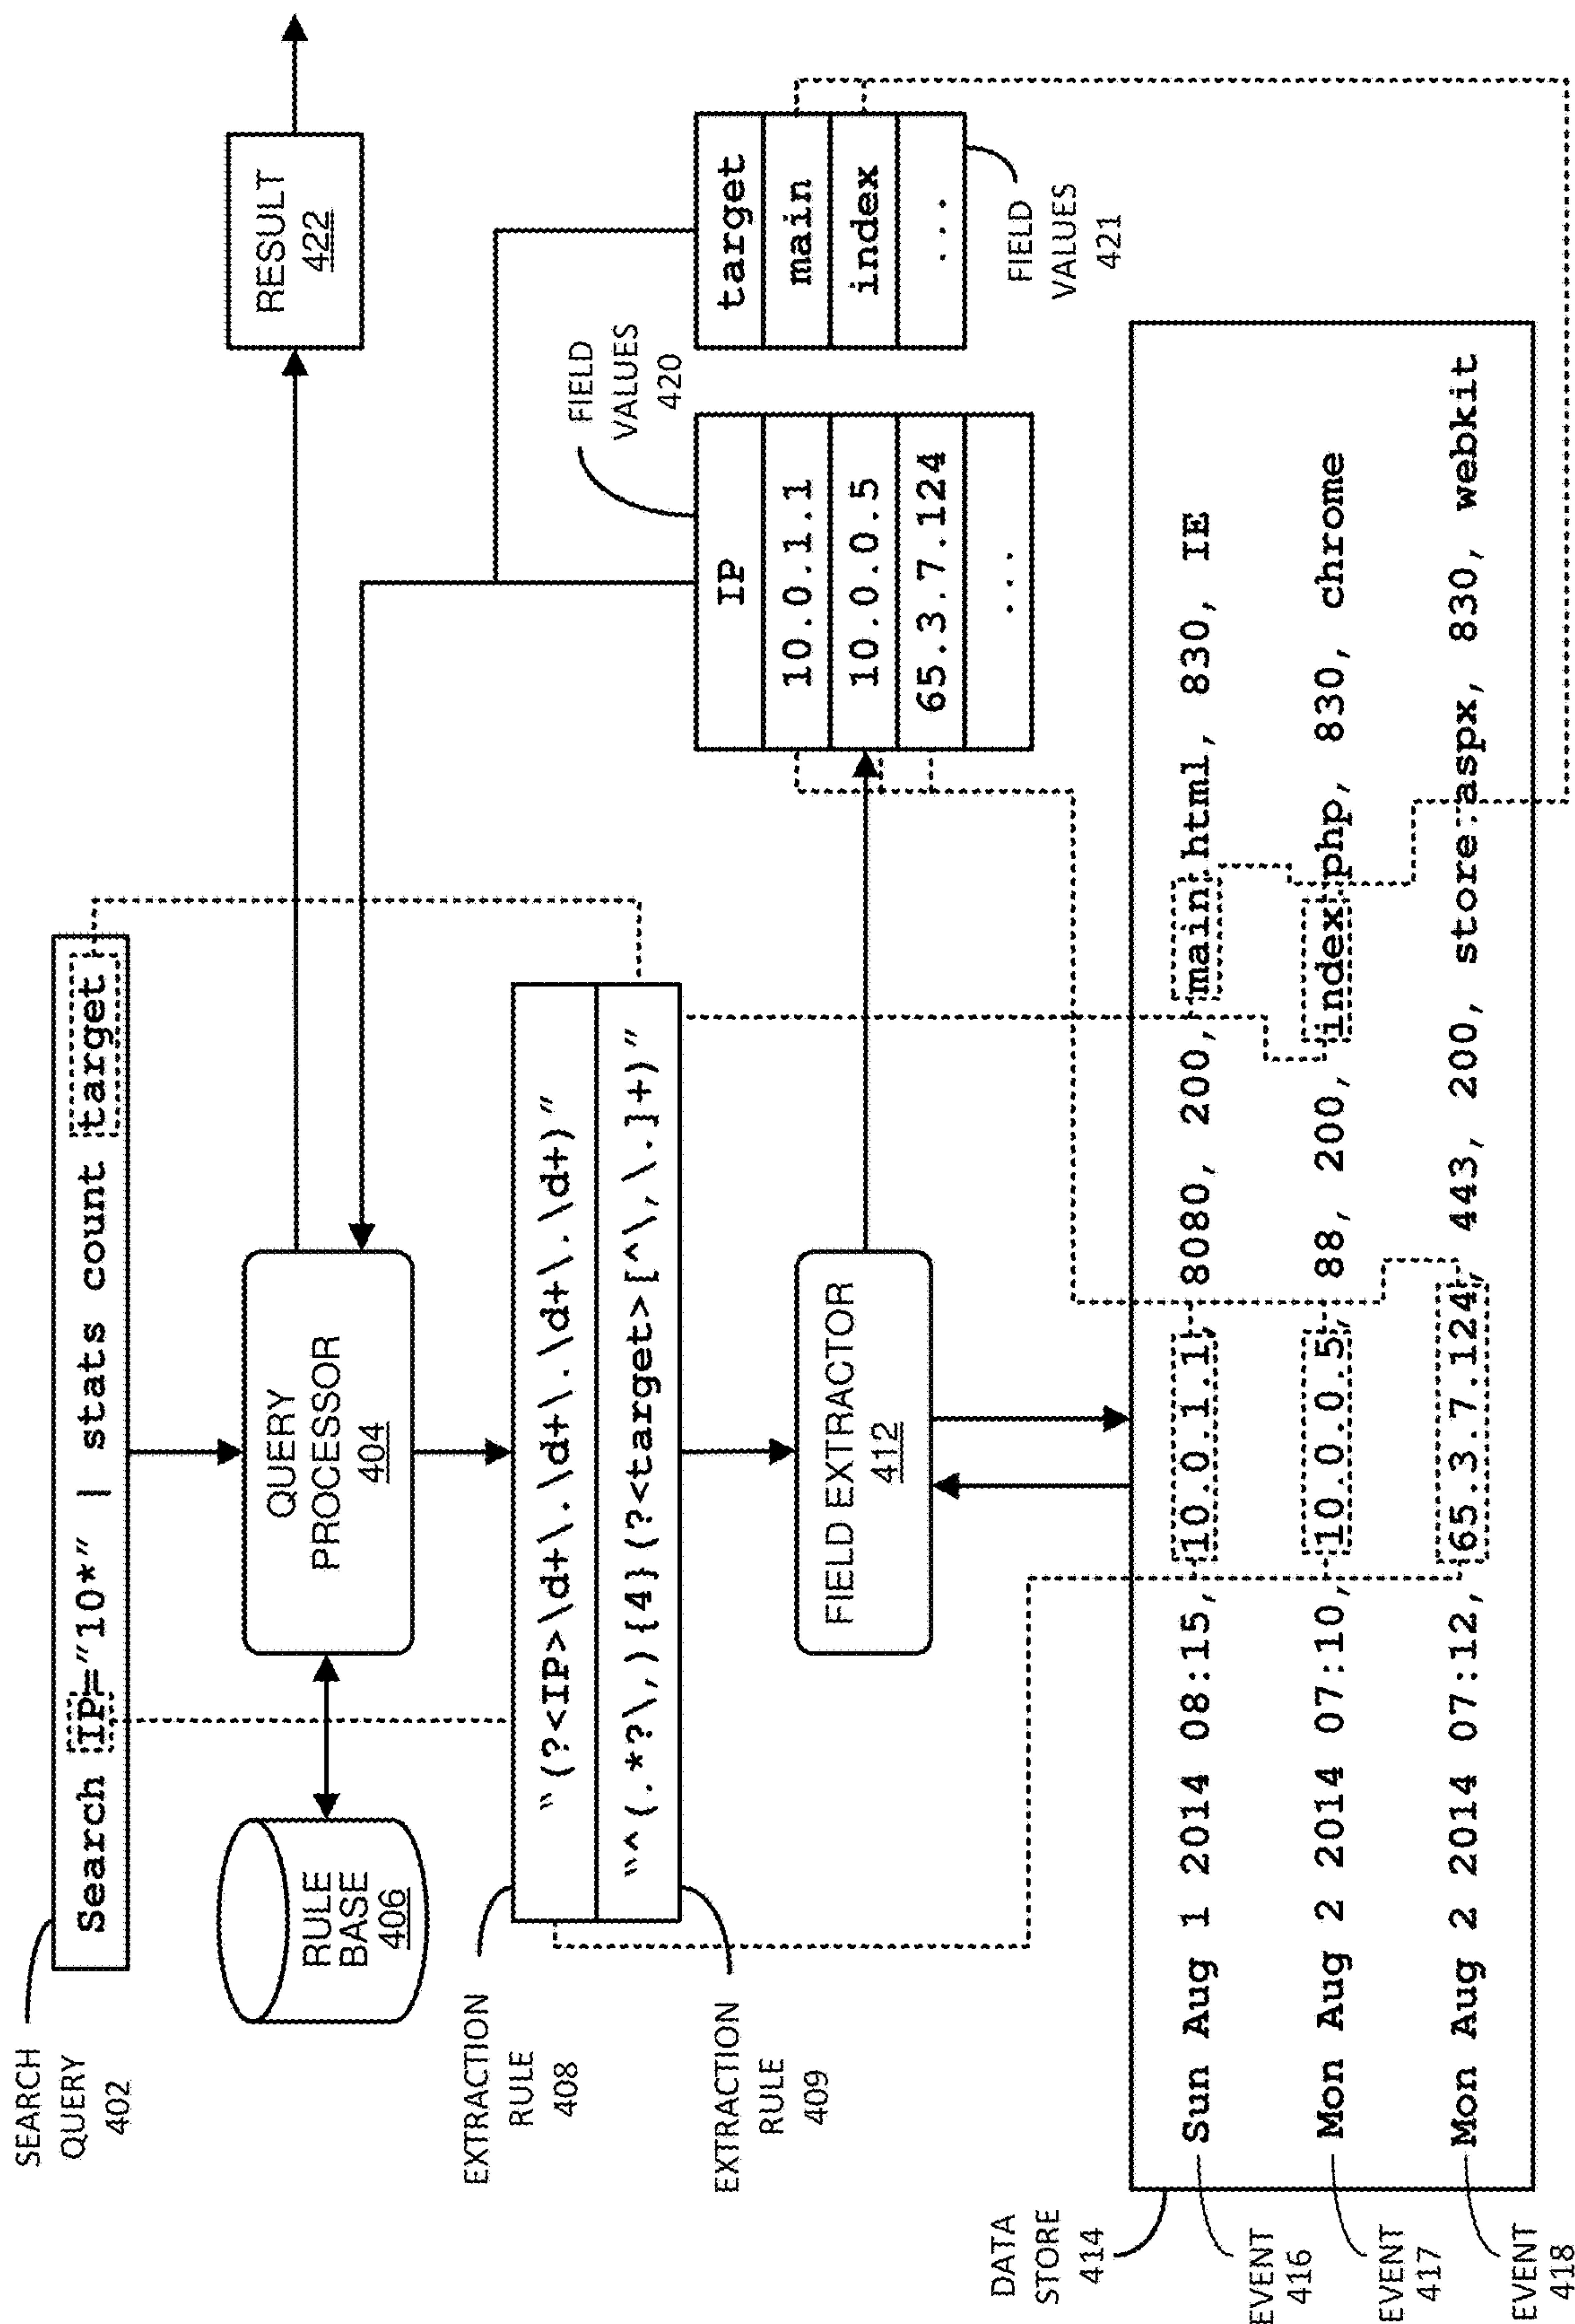 SEARCH
QUERY
402
Search IP="10*" | stats count target
RULE
BASE
406
QUERY
PROCESSOR
404
RESULT
422
EXTRACTION
RULE
408
"(?<IP>\d+\.\d+\.\d+\.\d+)"
"^(.*?\,){4}(?<target>[^\,\.]+)"
EXTRACTION
RULE
409
FIELD EXTRACTOR
412
FIELD
VALUES
420
IP
10.0.1.1
10.0.0.5
65.3.7.124
...
target
main
index
...
FIELD
VALUES
421
DATA
STORE
414
Sun Aug 1 2014 08:15, 10.0.1.1, 8080, 200, main.html, 830, IE
Mon Aug 2 2014 07:10, 10.0.0.5, 88, 200, index.php, 830, chrome
Mon Aug 2 2014 07:12, 65.3.7.124, 443, 200, store.aspx, 830, webkit
EVENT
416
EVENT
417
EVENT
418